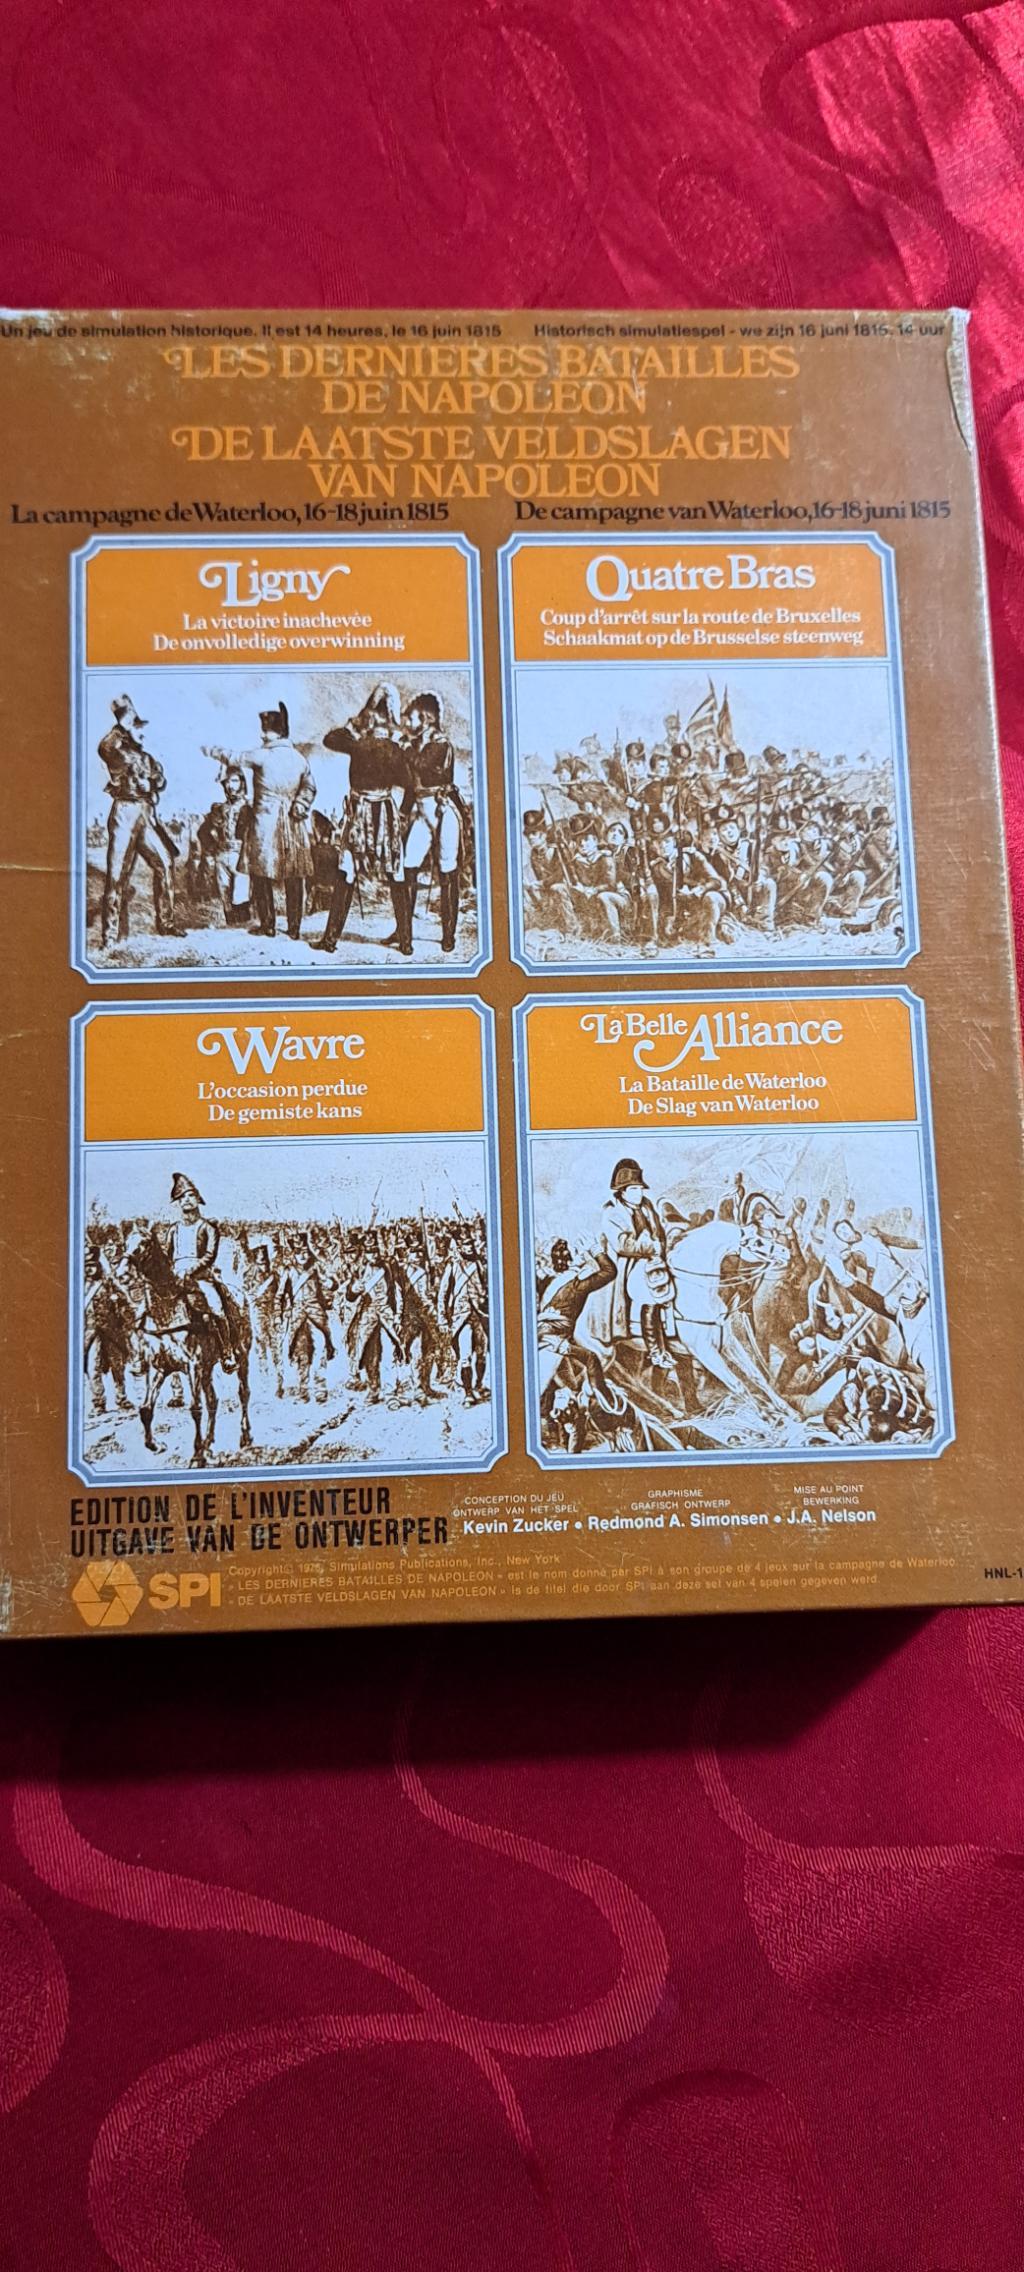 Un jeu de simulation historique. Il est 14 heures, le 16 juin 1815
Historisch simulatiespel - we zijn 16 juni 1815. 14 uur
LES DERNIERES BATAILLES
DE NAPOLEON
DE LAATSTE VELDSLAGEN
VAN NAPOLEON
La campagne de Waterloo, 16-18 juin 1815
De campagne van Waterloo, 16-18 juni 1815
Ligny
La victoire inachevée
De onvolledige overwinning
Quatre Bras
Coup d'arrêt sur la route de Bruxelles
Schaakmat op de Brusselse steenweg
Wavre
L'occasion perdue
De gemiste kans
La Belle Alliance
La Bataille de Waterloo
De Slag van Waterloo
EDITION DE L'INVENTEUR
UITGAVE VAN DE ONTWERPER
CONCEPTION DU JEU
ONTWERP VAN HET SPEL
GRAPHISME
GRAFISCH ONTWERP
MISE AU POINT
BEWERKING
Kevin Zucker • Redmond A. Simonsen • J.A. Nelson
SPI
Copyright © Simulations Publications, Inc., New York
« LES DERNIERES BATAILLES DE NAPOLEON » est le nom donné par SPI à son groupe de 4 jeux sur la campagne de Waterloo.
« DE LAATSTE VELDSLAGEN VAN NAPOLEON » is de titel die door SPI aan deze set van 4 spelen gegeven werd.
HNL-1